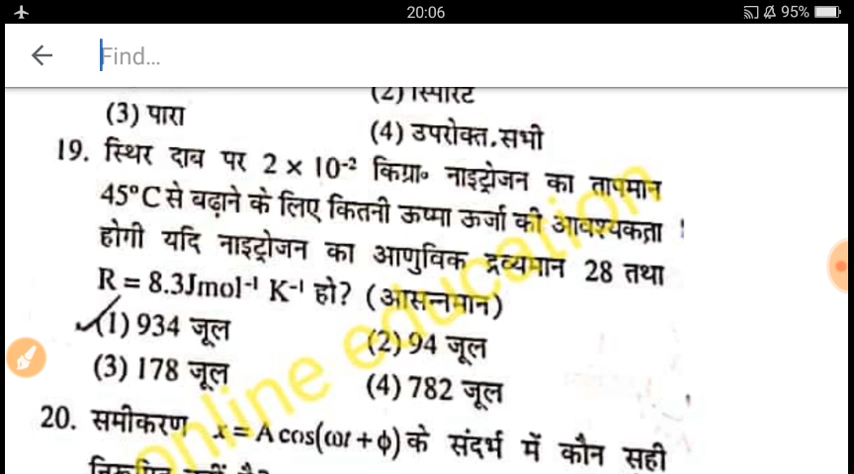 20:06
95%
Find...
(2) स्पिरिट
(3) पारा
(4) उपरोक्त.सभी
19. स्थिर दाब पर 2 × 10⁻² किग्रा॰ नाइट्रोजन का तापमान
45°C से बढ़ाने के लिए कितनी ऊष्मा ऊर्जा की आवश्यकता !
होगी यदि नाइट्रोजन का आणुविक द्रव्यमान 28 तथा
R = 8.3Jmol⁻¹ K⁻¹ हो? (आसन्नमान)
(1) 934 जूल
(2) 94 जूल
(3) 178 जूल
(4) 782 जूल
20. समीकरण x = A cos(ωt + ϕ) के संदर्भ में कौन सही
online education